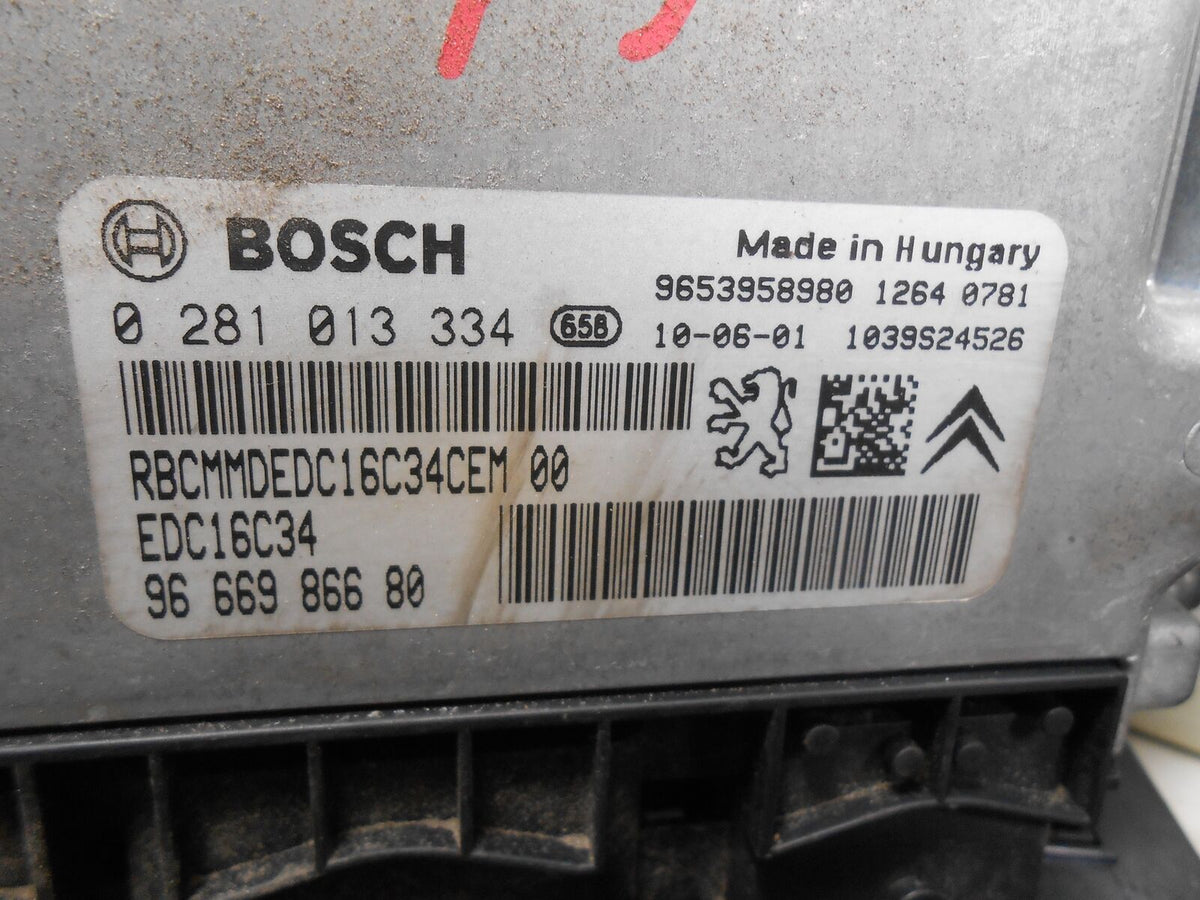 BOSCH
Made in Hungary
9653958980 1264 0781
0 281 013 334 658
10-06-01 1039S24526
RBCMMDEDC16C34CEM 00
EDC16C34
96 669 866 80